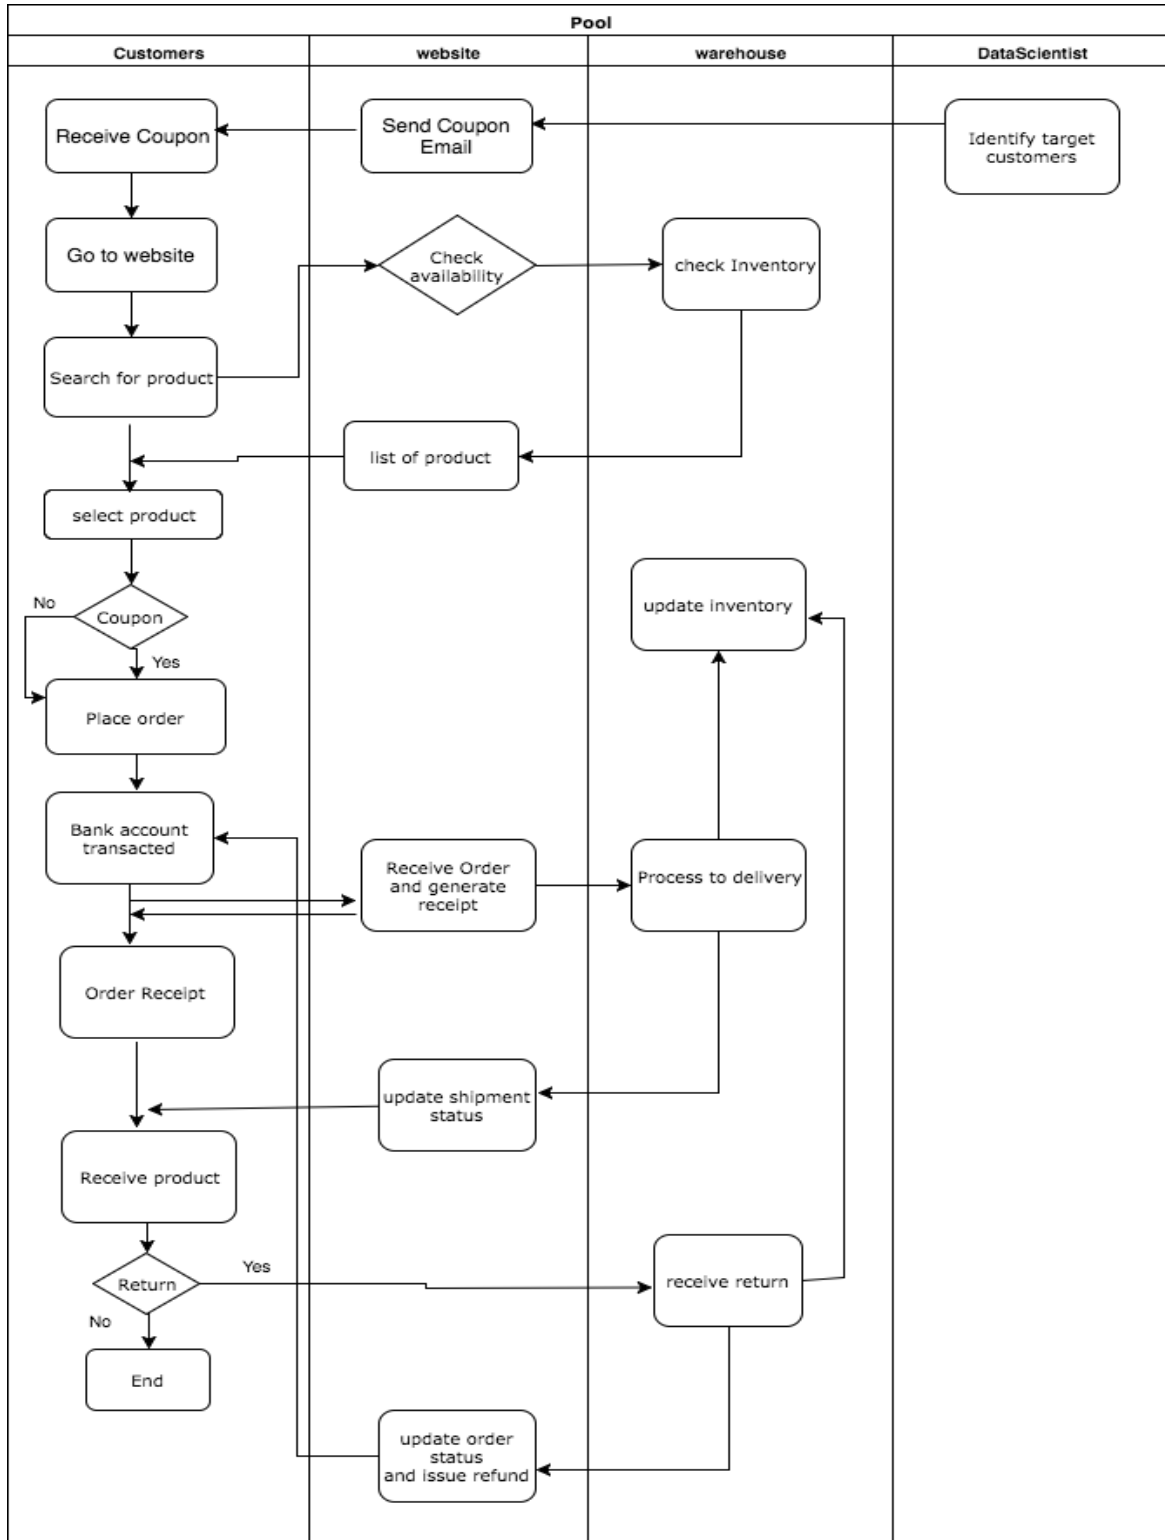 Pool
Customers
website
warehouse
DataScientist
Receive Coupon
Send Coupon
Email
Identify target
customers
Go to website
Check
availability
check Inventory
Search for product
list of product
select product
update inventory
No
Coupon
Yes
Place order
Bank account
transacted
Receive Order
and generate
receipt
Process to delivery
Order Receipt
update shipment
status
Receive product
Return
Yes
receive return
No
End
update order
status
and issue refund